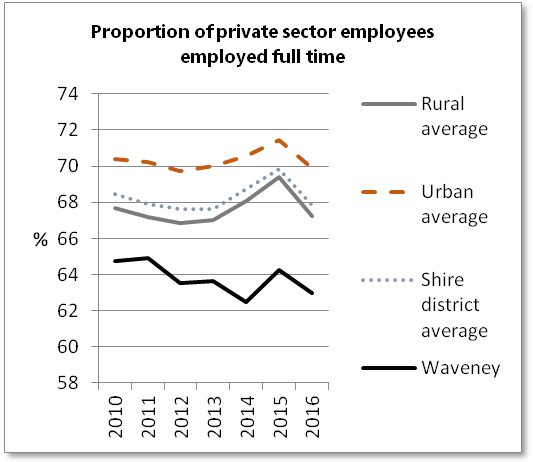 Proportion of private sector employees
employed full time
74
72
70
68
66
64
62
60
58
%
2010
2011
2012
2013
2014
2015
2016
Rural
average
Urban
average
Shire
district
average
Waveney